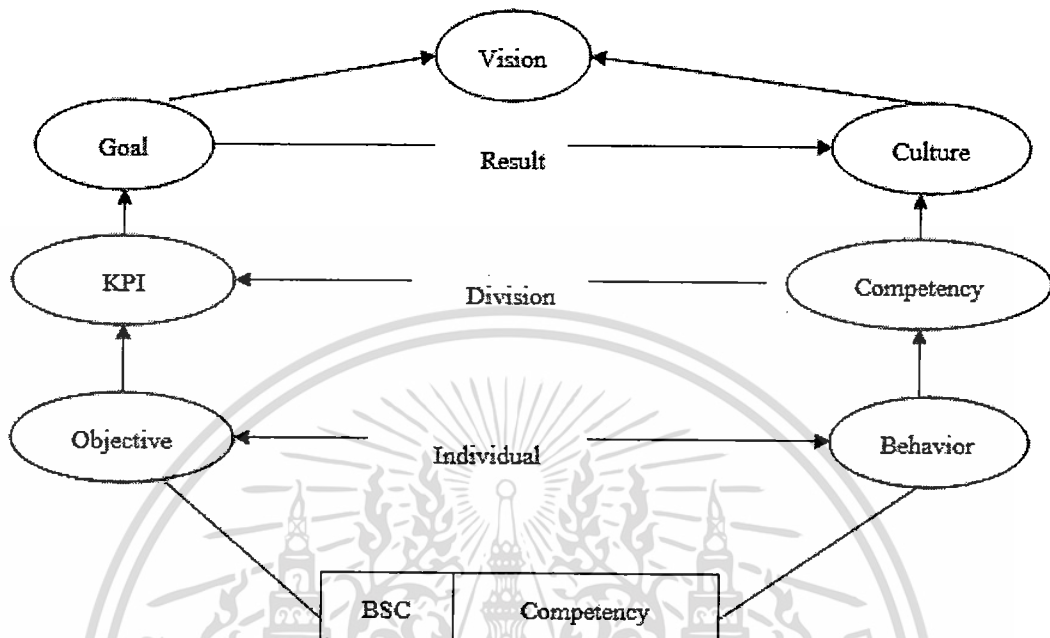 Vision
Goal
Result
Culture
KPI
Division
Competency
Objective
Individual
Behavior
BSC
Competency